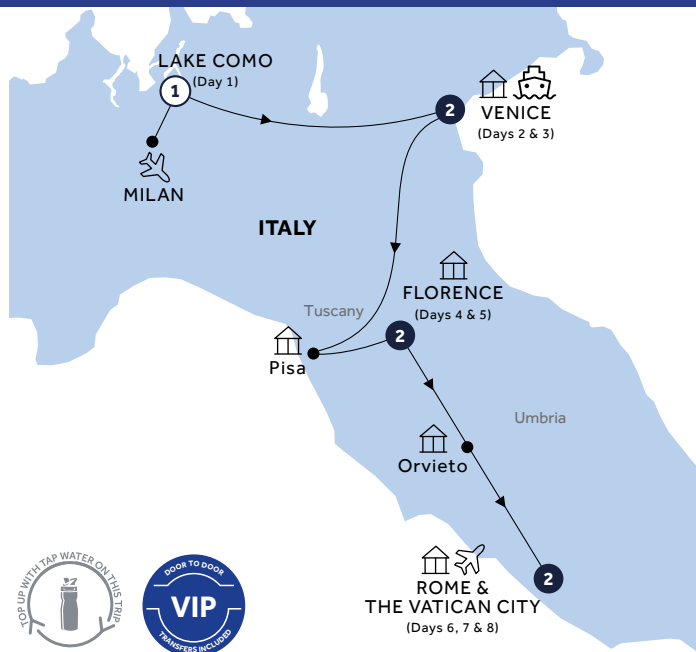 LAKE COMO
(Day 1)
1
2
VENICE
(Days 2 & 3)
MILAN
ITALY
FLORENCE
(Days 4 & 5)
Tuscany
2
Pisa
Umbria
Orvieto
2
ROME &
THE VATICAN CITY
(Days 6, 7 & 8)
TOP UP WITH TAP WATER ON THIS TRIP
DOOR TO DOOR
VIP
TRANSFERS INCLUDED